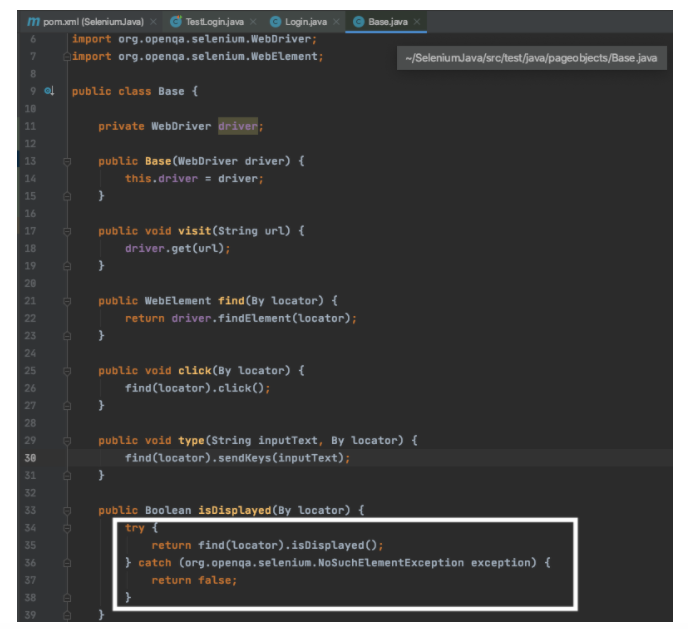 pom.xml (SeleniumJava) × TestLogin.java × Login.java × Base.java ×
6 import org.openqa.selenium.WebDriver;
7 import org.openqa.selenium.WebElement;
~/SeleniumJava/src/test/java/pageobjects/Base.java
8
9 public class Base {
10
11 private WebDriver driver;
12
13 public Base(WebDriver driver) {
14 this.driver = driver;
15 }
16
17 public void visit(String url) {
18 driver.get(url);
19 }
20
21 public WebElement find(By locator) {
22 return driver.findElement(locator);
23 }
24
25 public void click(By locator) {
26 find(locator).click();
27 }
28
29 public void type(String inputText, By locator) {
30 find(locator).sendKeys(inputText);
31 }
32
33 public Boolean isDisplayed(By locator) {
34 try {
35 return find(locator).isDisplayed();
36 } catch (org.openqa.selenium.NoSuchElementException exception) {
37 return false;
38 }
39 }